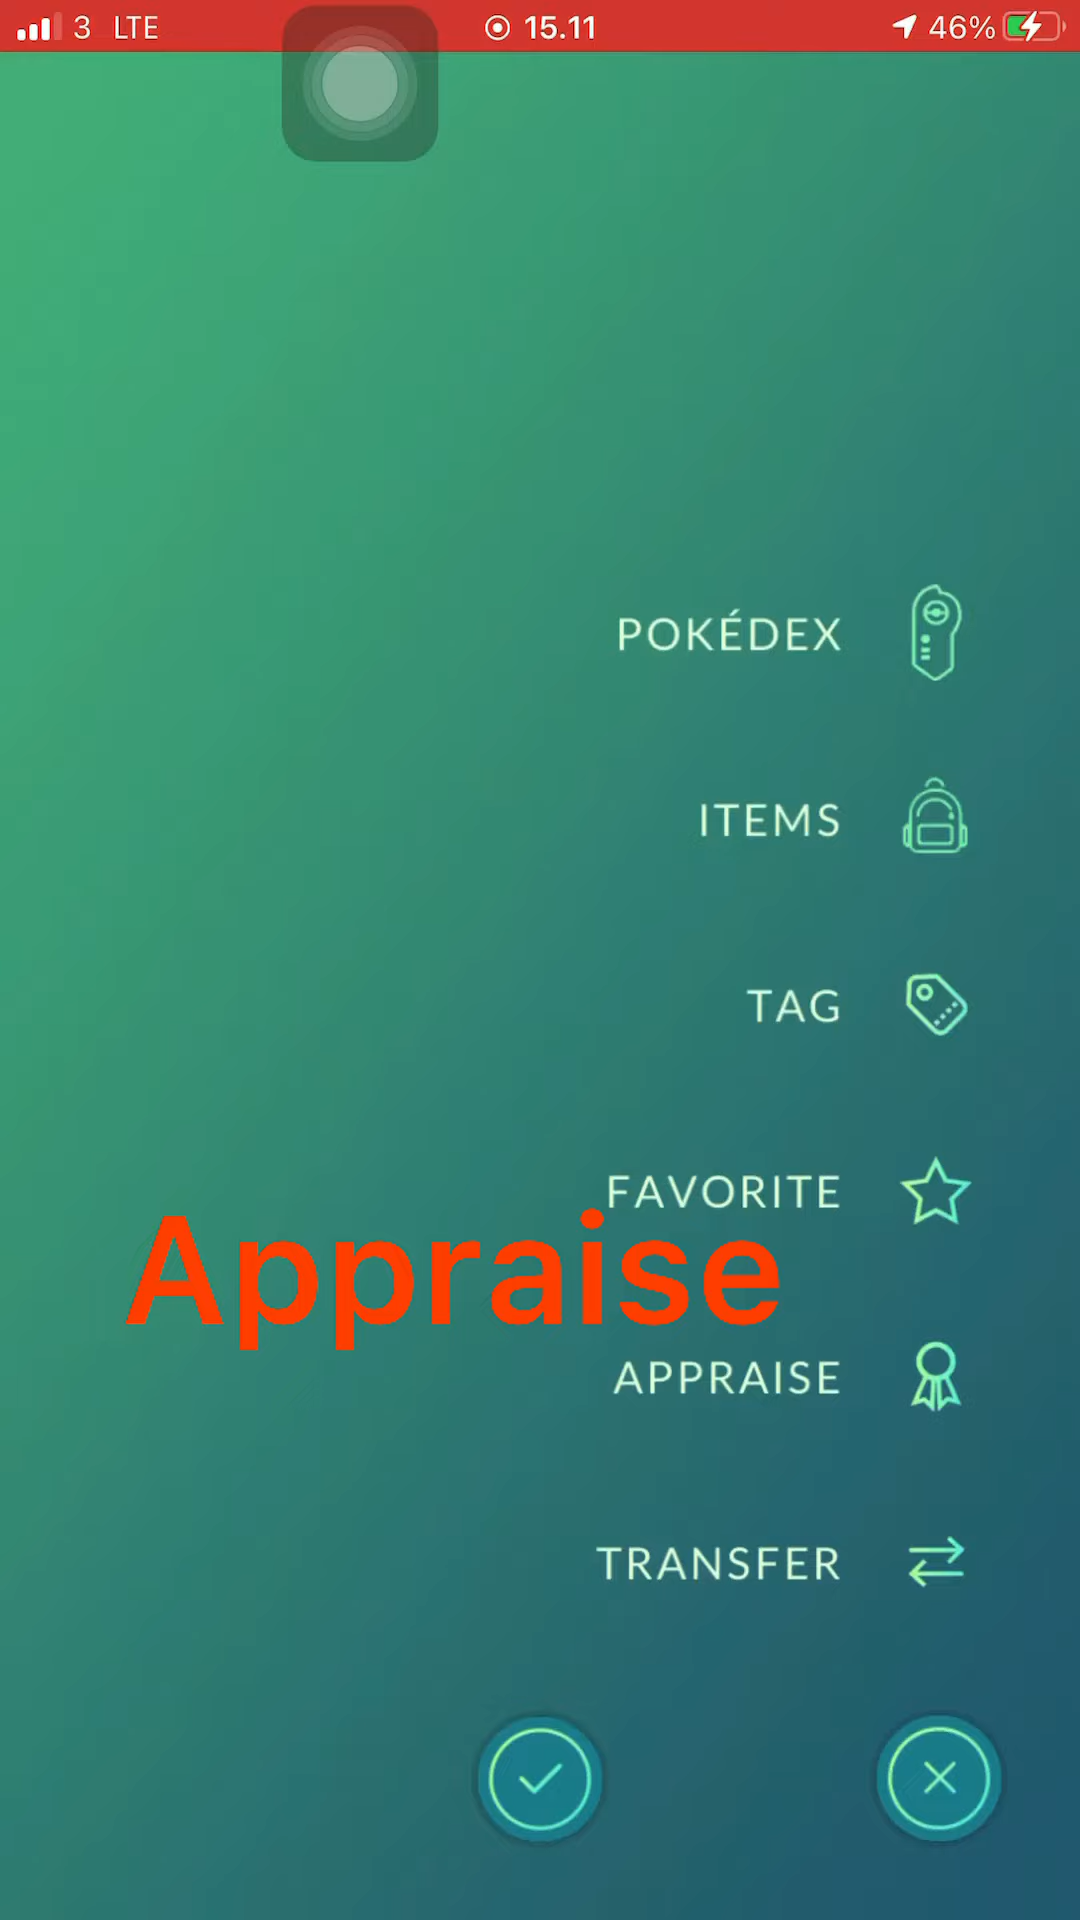 3 LTE 15.11 46%
POKÉDEX
ITEMS
TAG
FAVORITE
Appraise
APPRAISE
TRANSFER